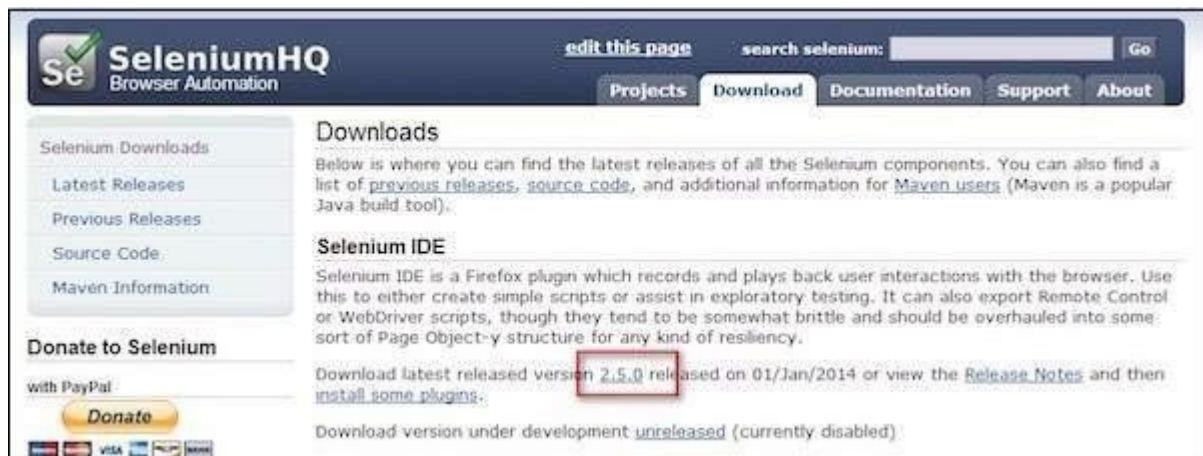 Se SeleniumHQ
Browser Automation
edit this page search selenium: Go
Projects Download Documentation Support About
Selenium Downloads
Latest Releases
Previous Releases
Source Code
Maven Information
Donate to Selenium
with PayPal
Donate
VISA
Downloads
Below is where you can find the latest releases of all the Selenium components. You can also find a
list of previous releases, source code, and additional information for Maven users (Maven is a popular
Java build tool).
Selenium IDE
Selenium IDE is a Firefox plugin which records and plays back user interactions with the browser. Use
this to either create simple scripts or assist in exploratory testing. It can also export Remote Control
or WebDriver scripts, though they tend to be somewhat brittle and should be overhauled into some
sort of Page Object-y structure for any kind of resiliency.
Download latest released version 2.5.0 released on 01/Jan/2014 or view the Release Notes and then
install some plugins.
Download version under development unreleased (currently disabled)